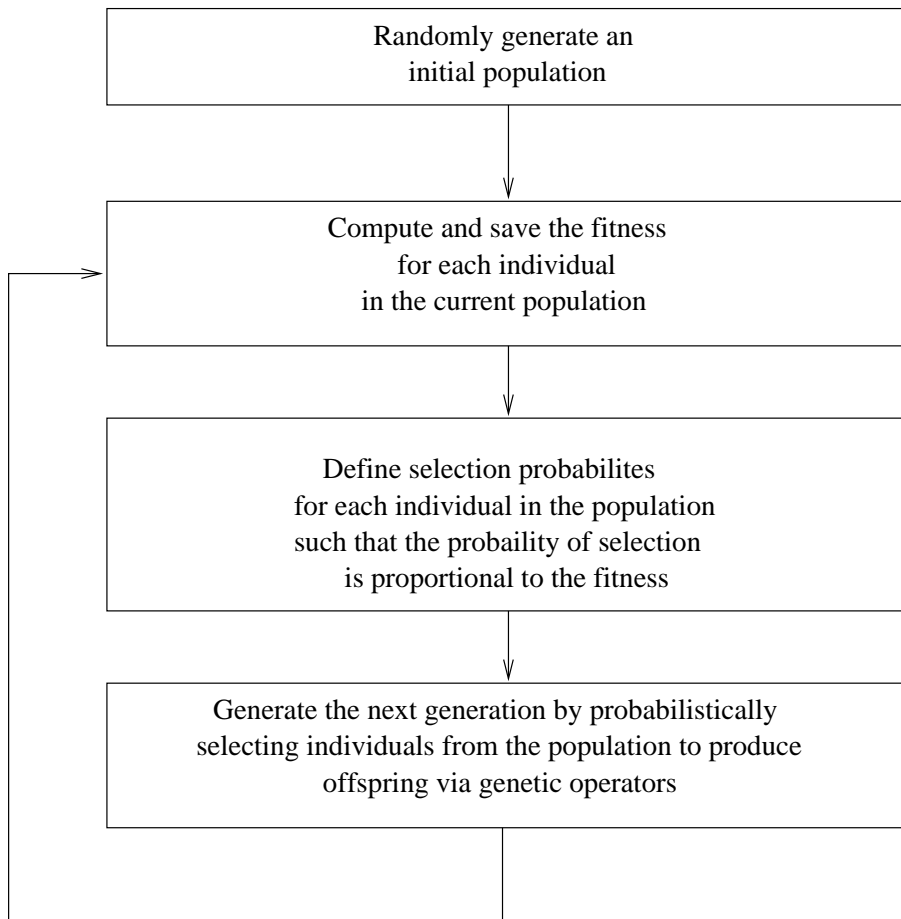 Randomly generate an
initial population
Compute and save the fitness
for each individual
in the current population
Define selection probabilites
for each individual in the population
such that the probaility of selection
is proportional to the fitness
Generate the next generation by probabilistically
selecting individuals from the population to produce
offspring via genetic operators